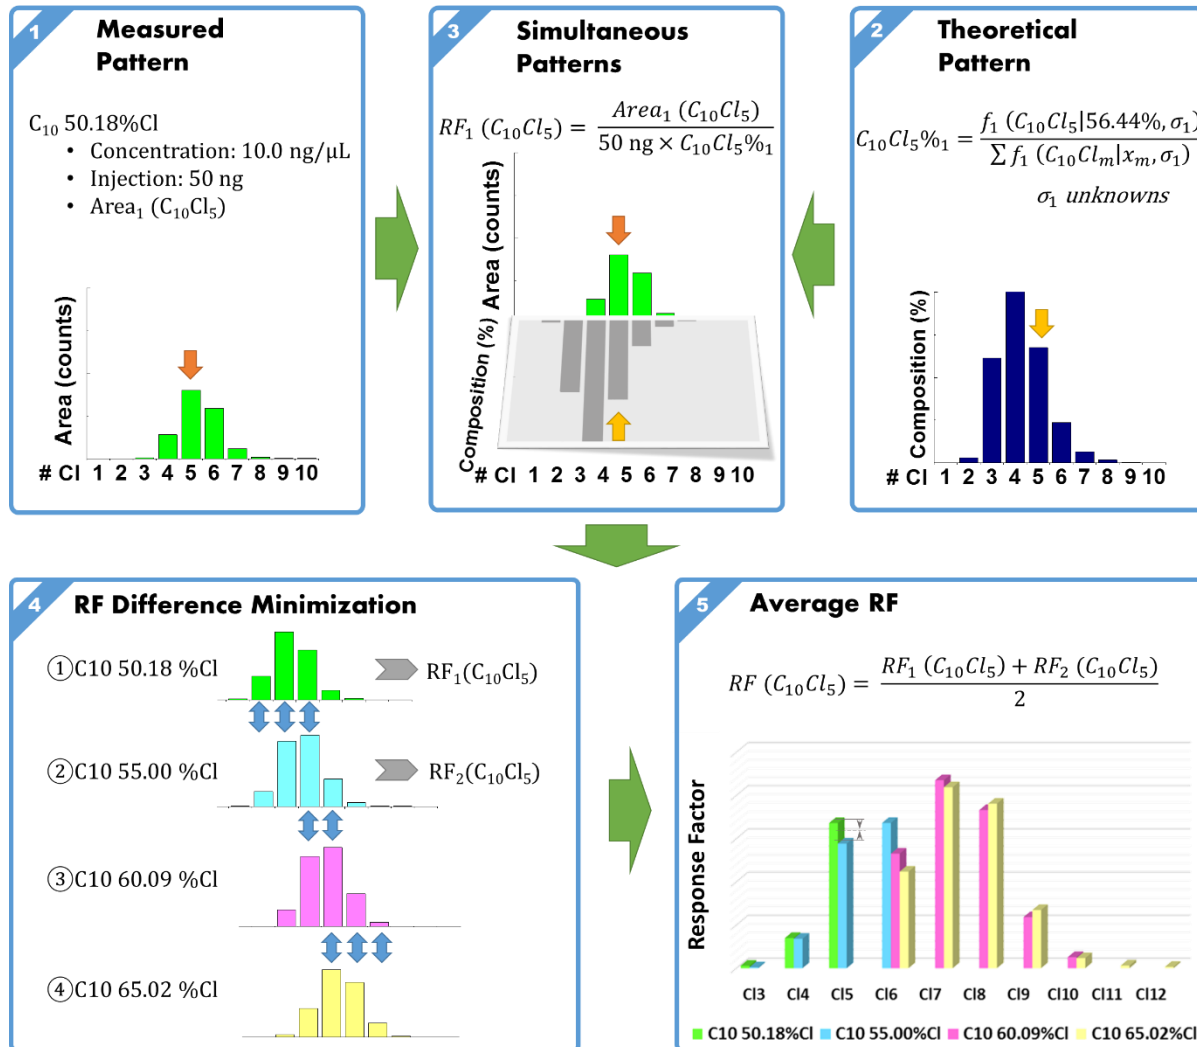 1
Measured
Pattern
C₁₀ 50.18%Cl
• Concentration: 10.0 ng/µL
• Injection: 50 ng
• Area₁ (C₁₀Cl₅)
Area (counts)
# Cl 1 2 3 4 5 6 7 8 9 10
3
Simultaneous
Patterns
RF₁ (C₁₀Cl₅) = Area₁ (C₁₀Cl₅) / 50 ng × C₁₀Cl₅%₁
Area (counts)
Composition (%)
# Cl 1 2 3 4 5 6 7 8 9 10
2
Theoretical
Pattern
C₁₀Cl₅%₁ = f₁ (C₁₀Cl₅|56.44%, σ₁) / ∑ f₁ (C₁₀Clₘ|xₘ, σ₁)
σ₁ unknowns
Composition (%)
# Cl 1 2 3 4 5 6 7 8 9 10
4
RF Difference Minimization
①C10 50.18 %Cl
RF₁(C₁₀Cl₅)
②C10 55.00 %Cl
RF₂(C₁₀Cl₅)
③C10 60.09 %Cl
④C10 65.02 %Cl
5
Average RF
RF (C₁₀Cl₅) = RF₁ (C₁₀Cl₅) + RF₂ (C₁₀Cl₅) / 2
Response Factor
Cl3 Cl4 Cl5 Cl6 Cl7 Cl8 Cl9 Cl10 Cl11 Cl12
C10 50.18%Cl C10 55.00%Cl C10 60.09%Cl C10 65.02%Cl